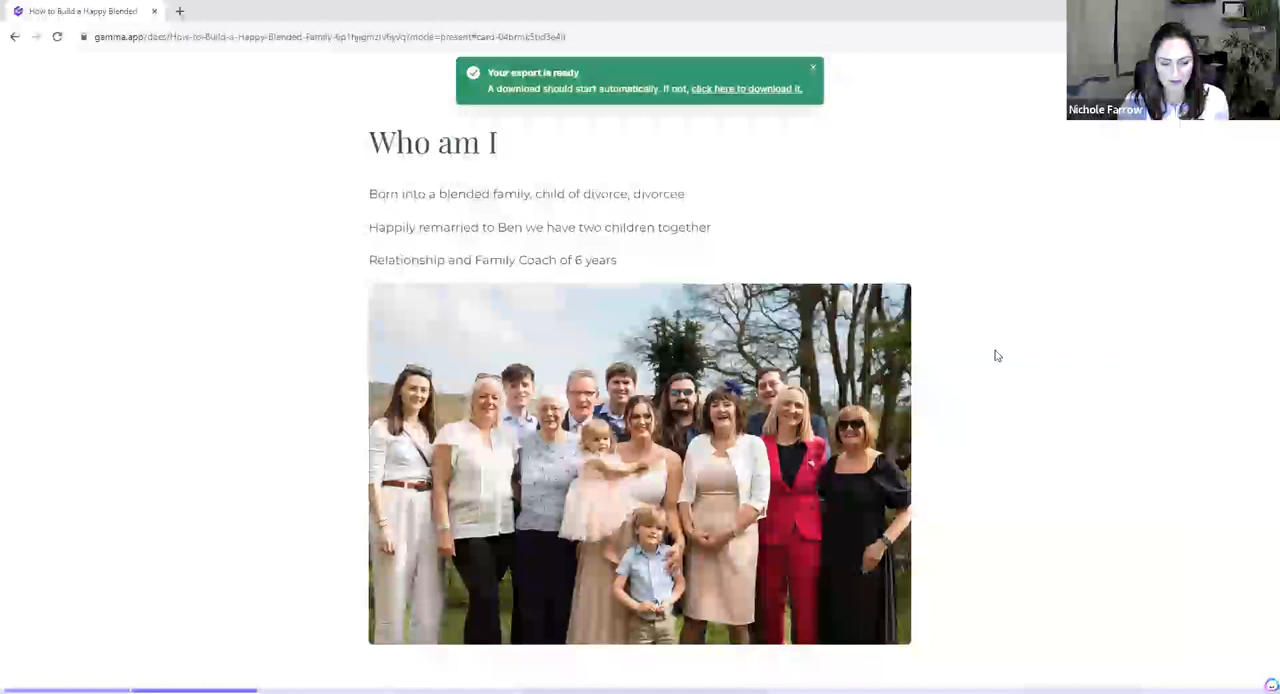 How to Build a Happy Blended
Your export is ready
A download should start automatically. If not, click here to download it.
Nichole Farrow
Who am I
Born into a blended family, child of divorce, divorcee
Happily remarried to Ben we have two children together
Relationship and Family Coach of 6 years